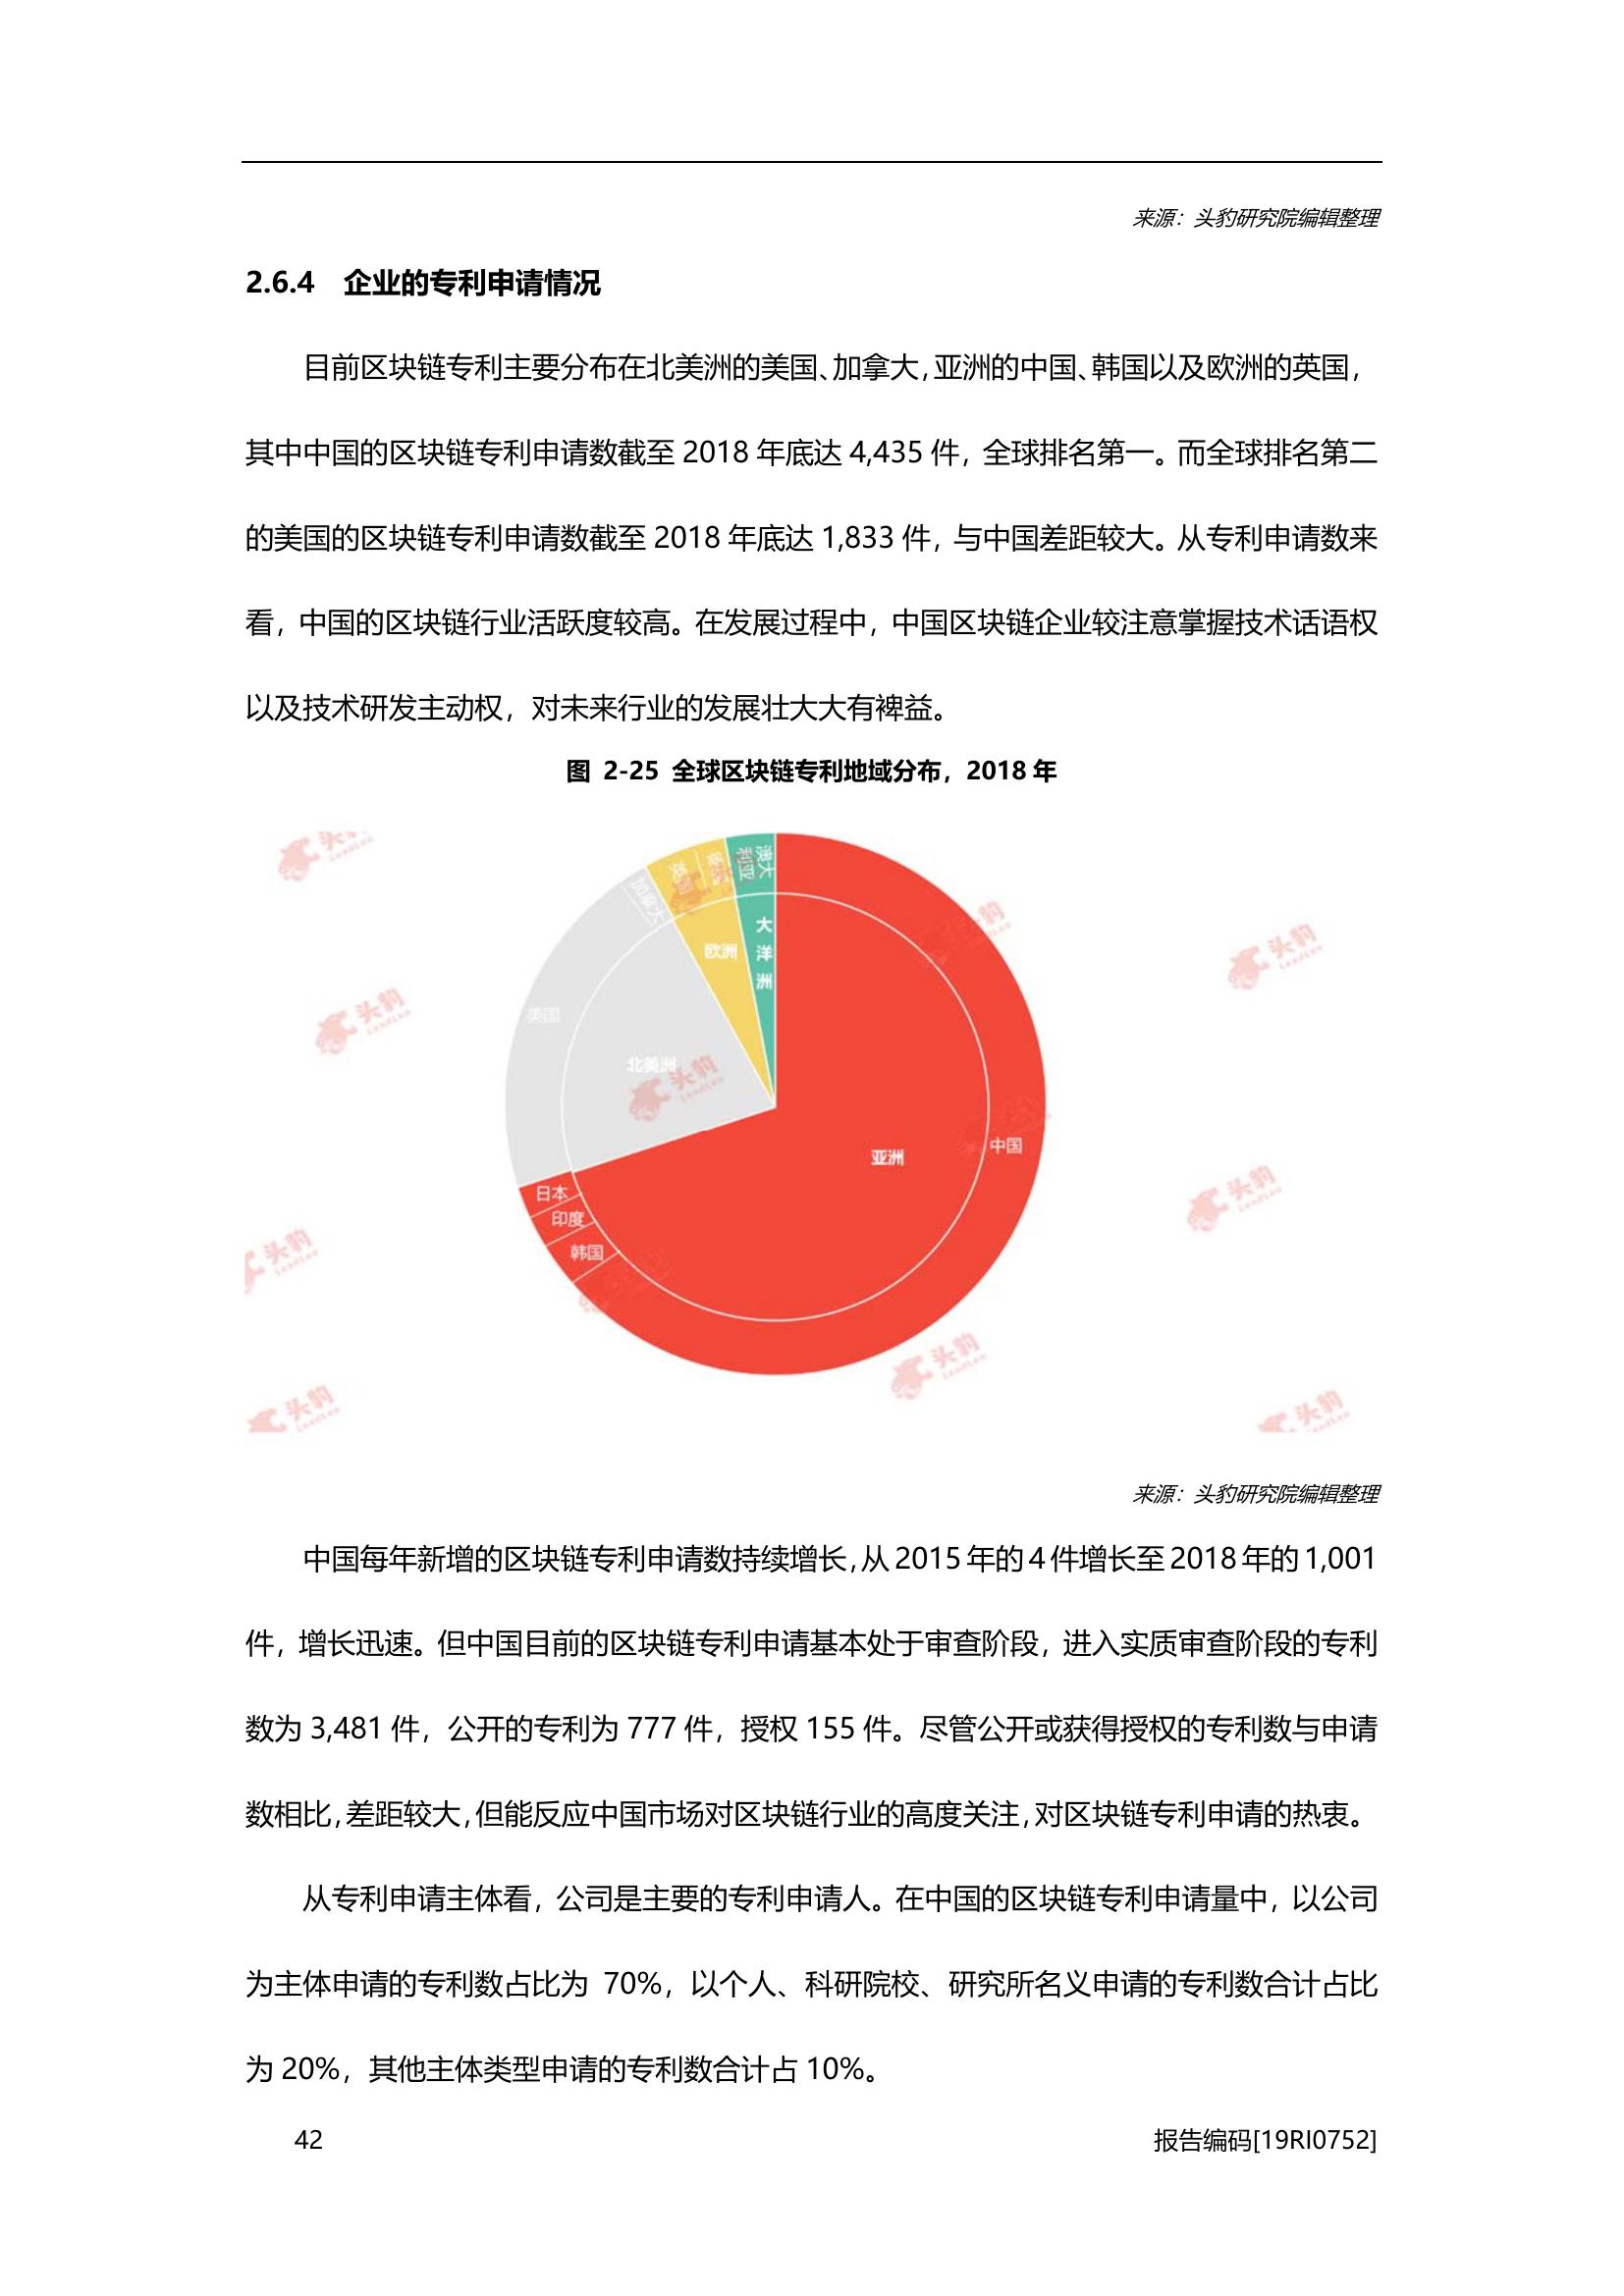 来源：头豹研究院编辑整理
2.6.4 企业的专利申请情况
目前区块链专利主要分布在北美洲的美国、加拿大，亚洲的中国、韩国以及欧洲的英国，
其中中国的区块链专利申请数截至 2018 年底达 4,435 件，全球排名第一。而全球排名第二
的美国的区块链专利申请数截至 2018 年底达 1,833 件，与中国差距较大。从专利申请数来
看，中国的区块链行业活跃度较高。在发展过程中，中国区块链企业较注意掌握技术话语权
以及技术研发主动权，对未来行业的发展壮大大有裨益。
图 2-25 全球区块链专利地域分布，2018 年
澳大
利亚
英国
加拿大
欧洲
大
洋
洲
美国
北美洲
中国
亚洲
日本
印度
韩国
头豹
LeadLeo
来源：头豹研究院编辑整理
中国每年新增的区块链专利申请数持续增长，从 2015 年的 4 件增长至 2018 年的 1,001
件，增长迅速。但中国目前的区块链专利申请基本处于审查阶段，进入实质审查阶段的专利
数为 3,481 件，公开的专利为 777 件，授权 155 件。尽管公开或获得授权的专利数与申请
数相比，差距较大，但能反应中国市场对区块链行业的高度关注，对区块链专利申请的热衷。
从专利申请主体看，公司是主要的专利申请人。在中国的区块链专利申请量中，以公司
为主体申请的专利数占比为 70%，以个人、科研院校、研究所名义申请的专利数合计占比
为 20%，其他主体类型申请的专利数合计占 10%。
42
报告编码[19RI0752]